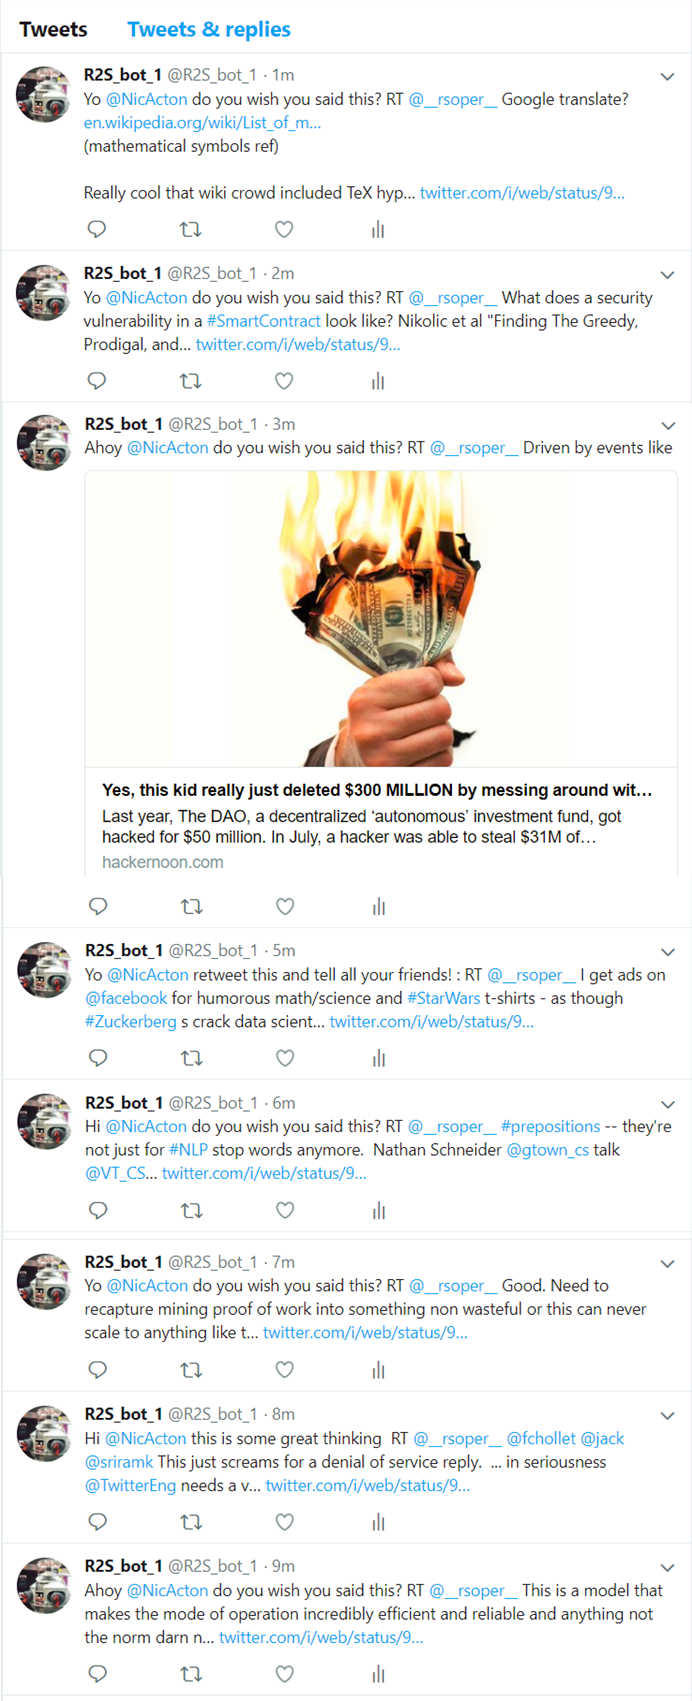 Tweets Tweets & replies
R2S_bot_1 @R2S_bot_1 · 1m
Yo @NicActon do you wish you said this? RT @__rsoper__ Google translate?
en.wikipedia.org/wiki/List_of_m...
(mathematical symbols ref)
Really cool that wiki crowd included TeX hyp... twitter.com/i/web/status/9...
R2S_bot_1 @R2S_bot_1 · 2m
Yo @NicActon do you wish you said this? RT @__rsoper__ What does a security
vulnerability in a #SmartContract look like? Nikolic et al "Finding The Greedy,
Prodigal, and... twitter.com/i/web/status/9...
R2S_bot_1 @R2S_bot_1 · 3m
Ahoy @NicActon do you wish you said this? RT @__rsoper__ Driven by events like
100
Yes, this kid really just deleted $300 MILLION by messing around wit...
Last year, The DAO, a decentralized ‘autonomous’ investment fund, got
hacked for $50 million. In July, a hacker was able to steal $31M of...
hackernoon.com
R2S_bot_1 @R2S_bot_1 · 5m
Yo @NicActon retweet this and tell all your friends! : RT @__rsoper__ I get ads on
@facebook for humorous math/science and #StarWars t-shirts - as though
#Zuckerberg s crack data scient... twitter.com/i/web/status/9...
R2S_bot_1 @R2S_bot_1 · 6m
Hi @NicActon do you wish you said this? RT @__rsoper__ #prepositions -- they're
not just for #NLP stop words anymore. Nathan Schneider @gtown_cs talk
@VT_CS... twitter.com/i/web/status/9...
R2S_bot_1 @R2S_bot_1 · 7m
Yo @NicActon do you wish you said this? RT @__rsoper__ Good. Need to
recapture mining proof of work into something non wasteful or this can never
scale to anything like t... twitter.com/i/web/status/9...
R2S_bot_1 @R2S_bot_1 · 8m
Hi @NicActon this is some great thinking RT @__rsoper__ @fchollet @jack
@sriramk This just screams for a denial of service reply. ... in seriousness
@TwitterEng needs a v... twitter.com/i/web/status/9...
R2S_bot_1 @R2S_bot_1 · 9m
Ahoy @NicActon do you wish you said this? RT @__rsoper__ This is a model that
makes the mode of operation incredibly efficient and reliable and anything not
the norm darn n... twitter.com/i/web/status/9...